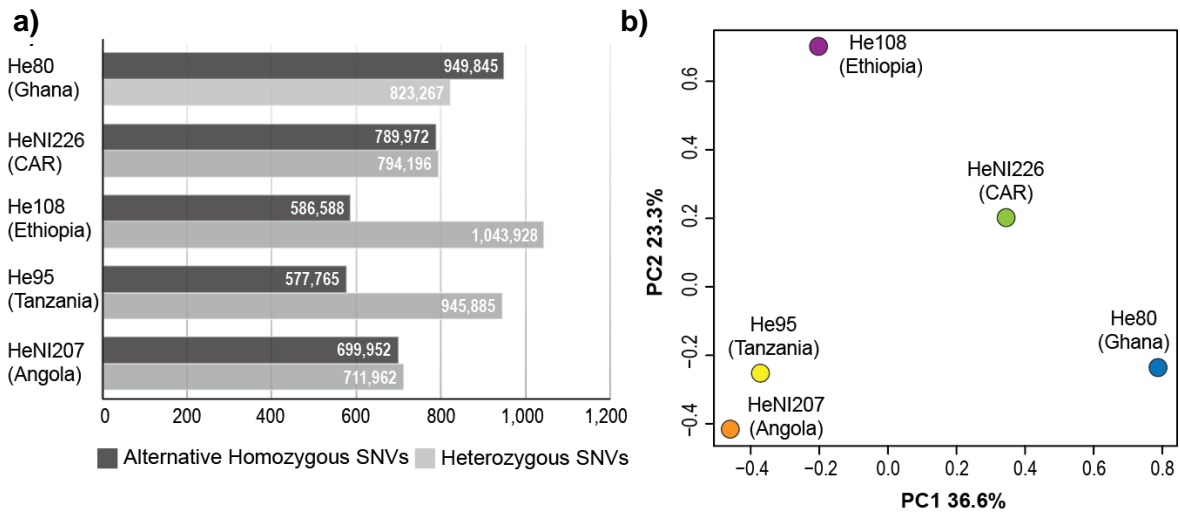 a)
He80
(Ghana)
949,845
823,267
HeNI226
(CAR)
789,972
794,196
He108
(Ethiopia)
586,588
1,043,928
He95
(Tanzania)
577,765
945,885
HeNI207
(Angola)
699,952
711,962
0 200 400 600 800 1,000 1,200
Alternative Homozygous SNVs Heterozygous SNVs
b)
PC2 23.3%
0.6
0.4
0.2
0.0
−0.2
−0.4
He108
(Ethiopia)
HeNI226
(CAR)
He80
(Ghana)
He95
(Tanzania)
HeNI207
(Angola)
−0.4 −0.2 0.0 0.2 0.4 0.6 0.8
PC1 36.6%